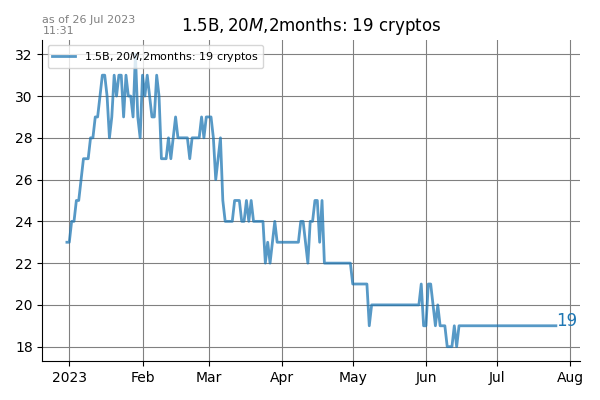 as of 26 Jul 2023
11:31
1.5B, 20M,2months: 19 cryptos
1.5B, 20M,2months: 19 cryptos
32
30
28
26
24
22
20
18
19
2023 Feb Mar Apr May Jun Jul Aug